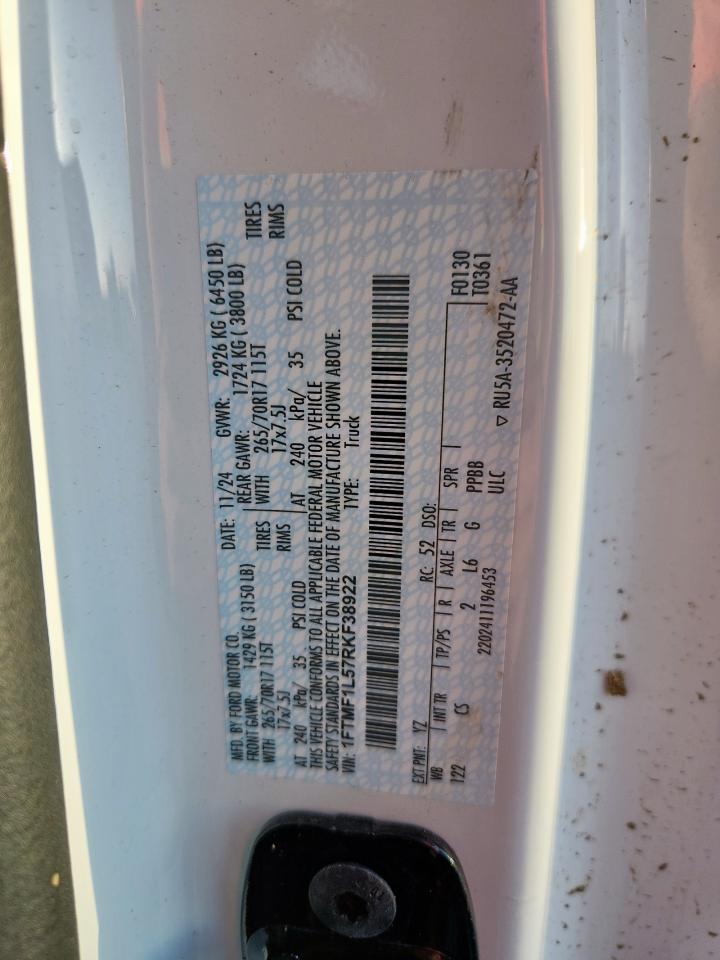 MFD. BY FORD MOTOR CO.
DATE: 11/24 GVWR: 2926 KG ( 6450 LB)
FRONT GAWR: 1429 KG ( 3150 LB) REAR GAWR: 1724 KG ( 3800 LB)
WITH 265/70R17 115T TIRES WITH 265/70R17 115T TIRES
17x7.5J RIMS 17x7.5J RIMS
AT 240 kPa/ 35 PSI COLD AT 240 kPa/ 35 PSI COLD
THIS VEHICLE CONFORMS TO ALL APPLICABLE FEDERAL MOTOR VEHICLE
SAFETY STANDARDS IN EFFECT ON THE DATE OF MANUFACTURE SHOWN ABOVE.
VIN: 1FTMF1L57RKF38922 TYPE: Truck
EXT PNT: YZ RC: 52 DSO:
WB INT TR TP/PS R AXLE TR SPR F0130
122 CS 2 L6 G PPBB T0361
2202411196453 ULC
▽ RU5A-3520472-AA